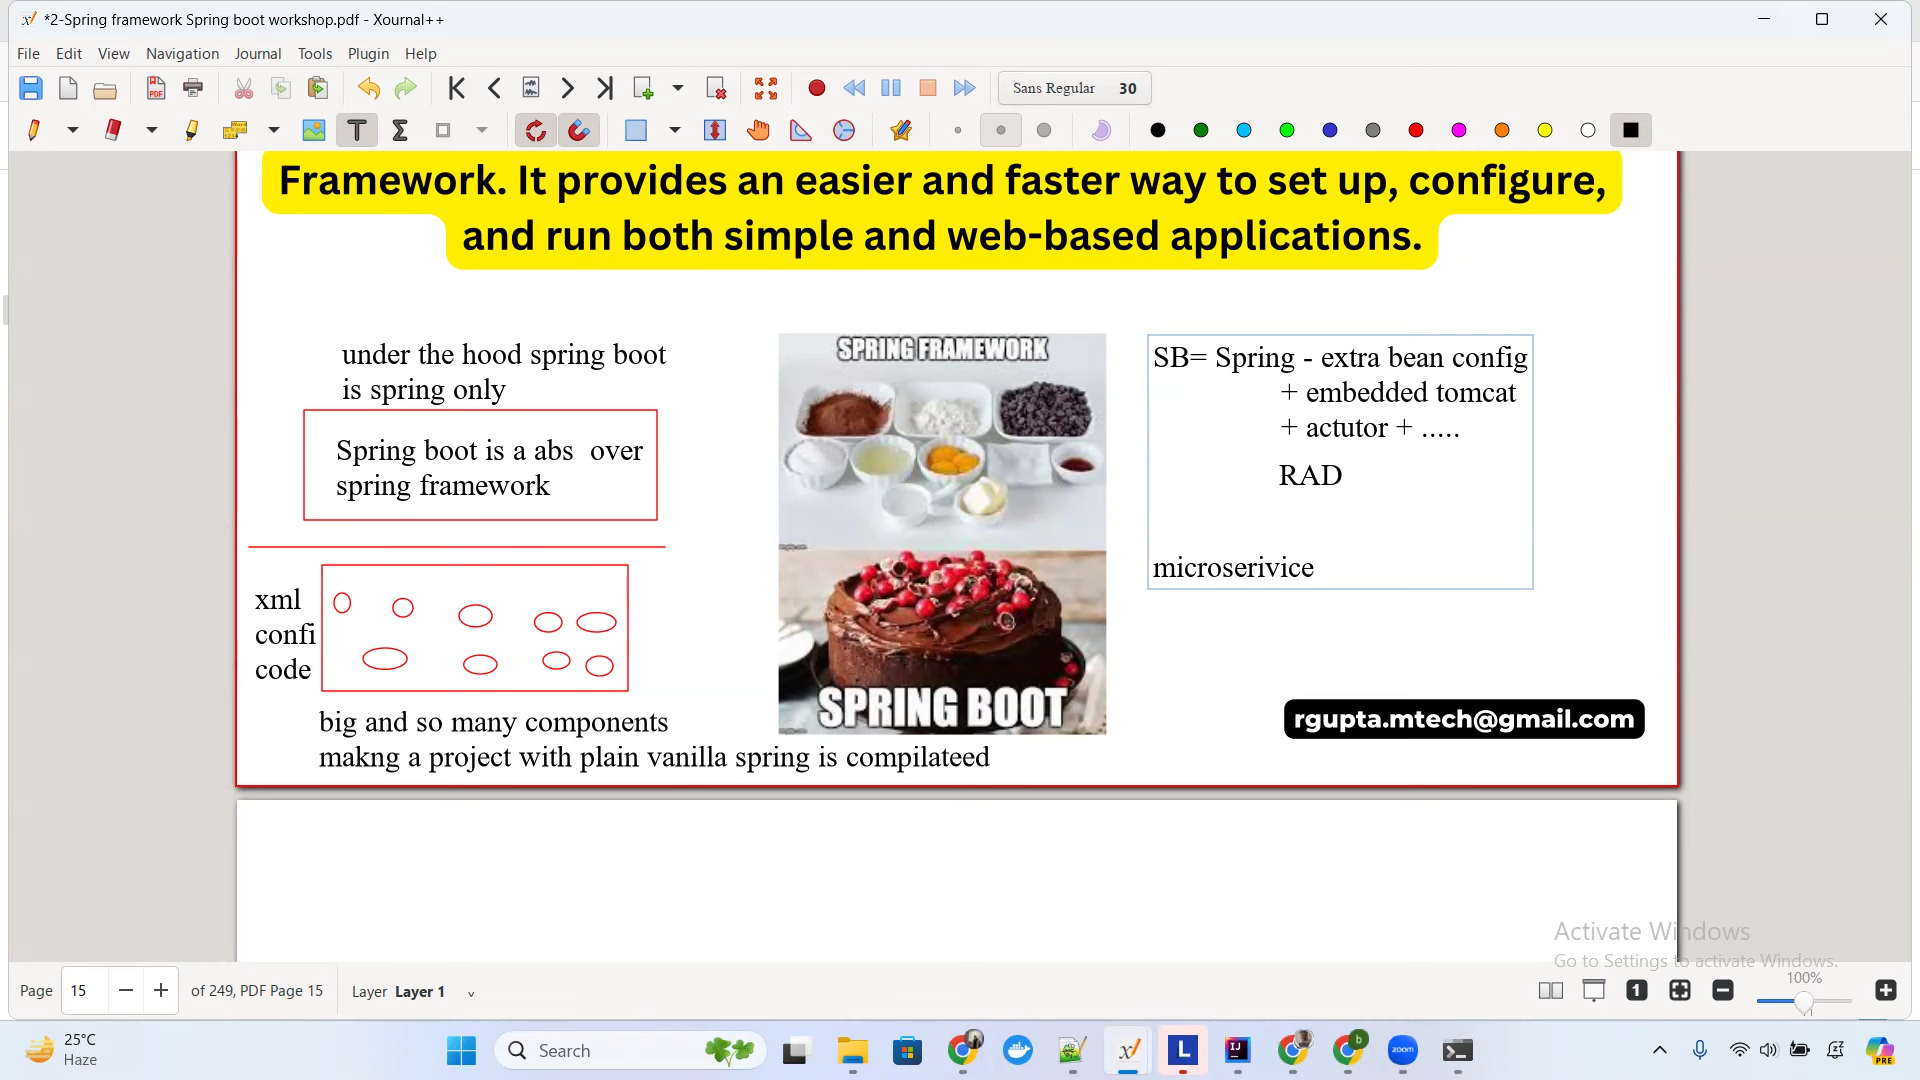 *2-Spring framework Spring boot workshop.pdf - Xournal++
File Edit View Navigation Journal Tools Plugin Help
PDF
Sans Regular 30
T Σ
Framework. It provides an easier and faster way to set up, configure,
and run both simple and web-based applications.
under the hood spring boot
is spring only
Spring boot is a abs over
spring framework
xml
confi
code
big and so many components
makng a project with plain vanilla spring is compilateed
SPRING FRAMEWORK
SPRING BOOT
SB= Spring - extra bean config
+ embedded tomcat
+ actutor + .....
RAD
microserivice
rgupta.mtech@gmail.com
Activate Windows
Go to Settings to activate Windows.
Page 15 of 249, PDF Page 15 Layer Layer 1
1
100%
25°C
Haze
Search
L
IJ
b
zoom
PRE